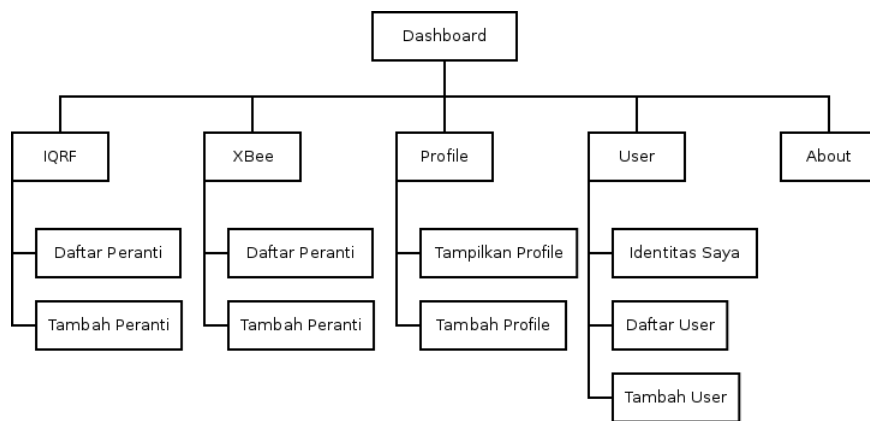 Dashboard
IQRF
XBee
Profile
User
About
Daftar Peranti
Daftar Peranti
Tampilkan Profile
Identitas Saya
Tambah Peranti
Tambah Peranti
Tambah Profile
Daftar User
Tambah User